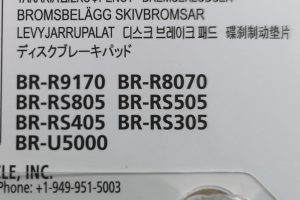 BROMSBELÄGG SKIVBROMSAR
LEVYJARRUPALAT 디스크 브레이크 패드 碟刹制动垫片
ディスクブレーキパッド
BR-R9170 BR-R8070
BR-RS805 BR-RS505
BR-RS405 BR-RS305
BR-U5000
CLE, INC.
Phone: +1-949-951-5003